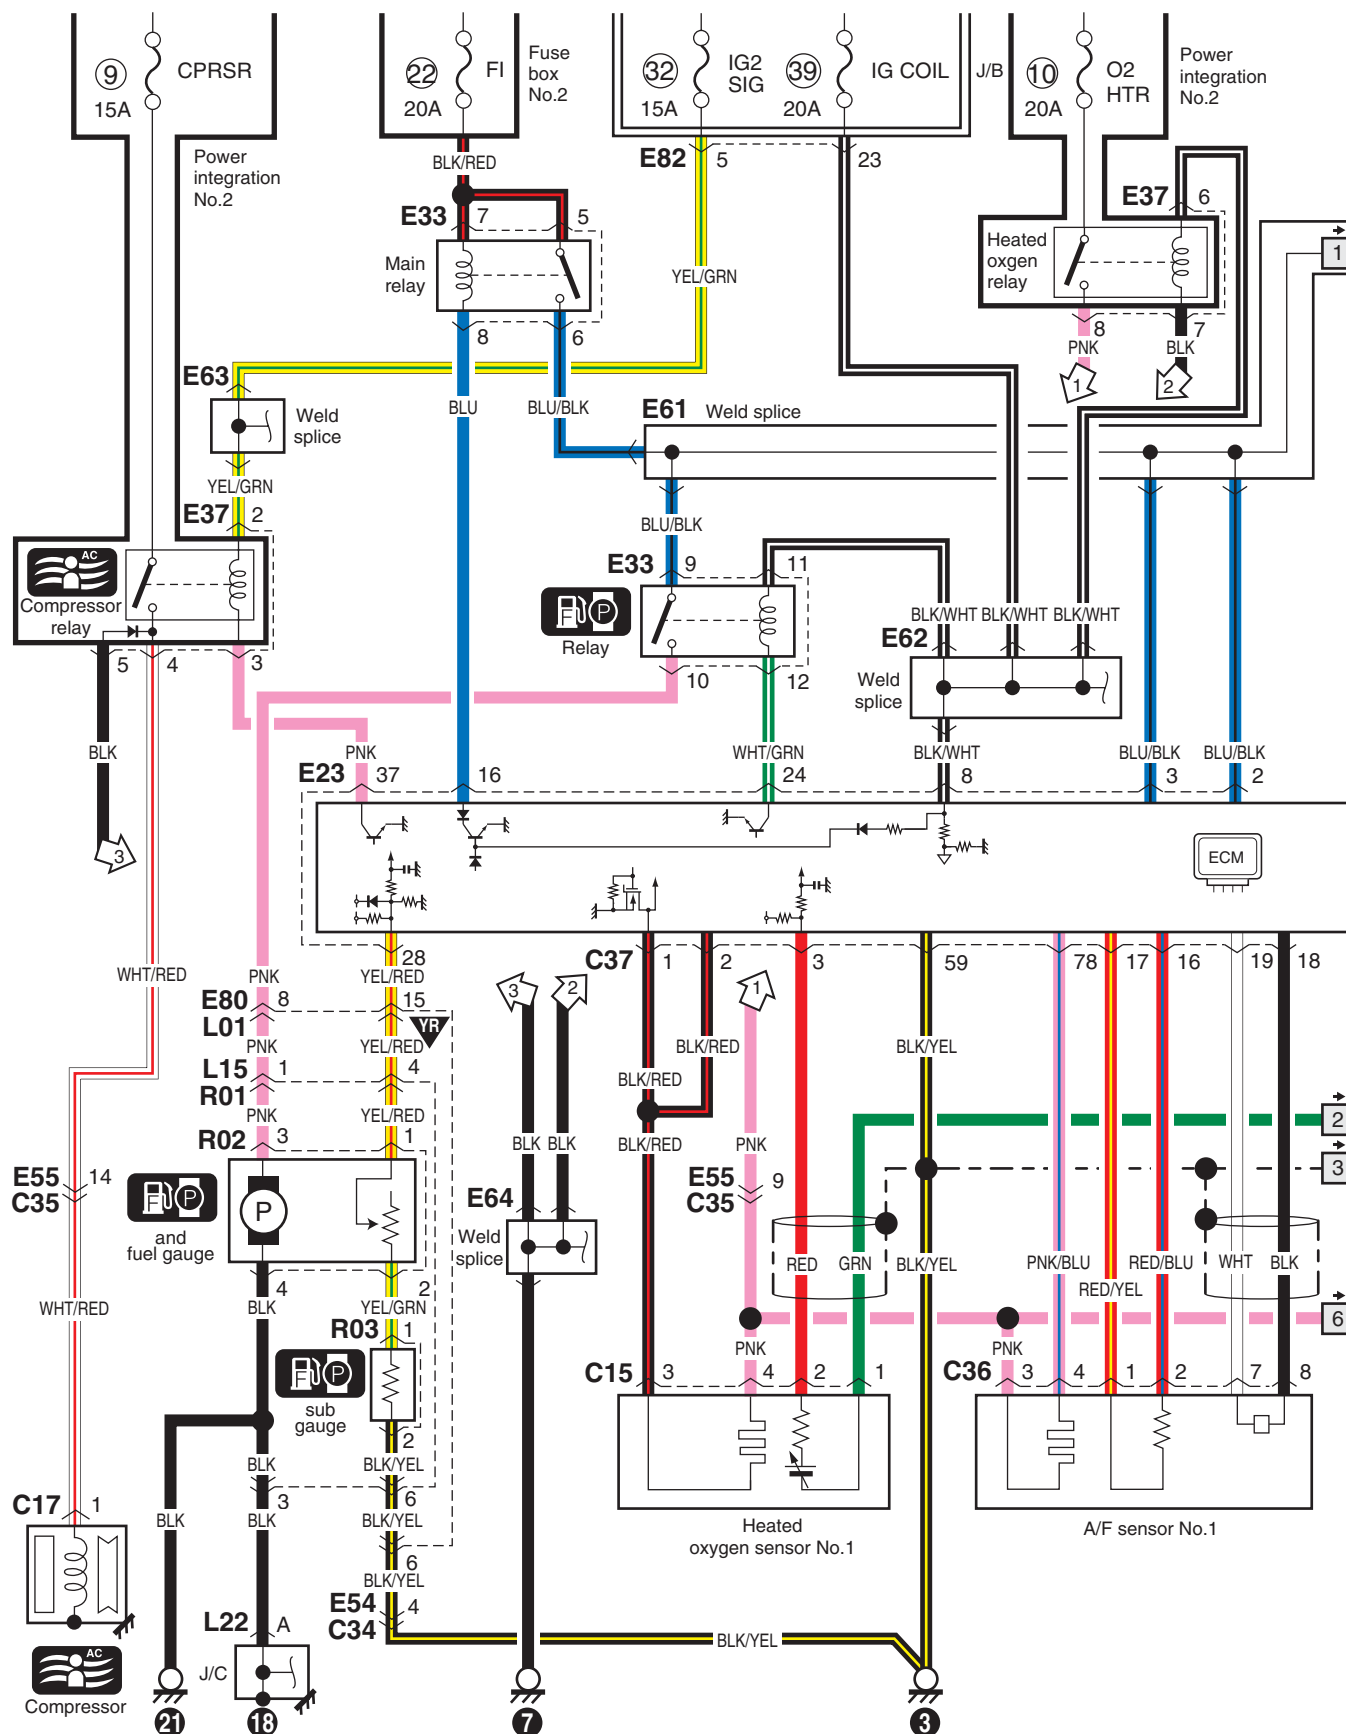 9
15A
CPRSR
22
20A
FI
Fuse
box
No.2
32
15A
IG2
SIG
39
20A
IG COIL
J/B
10
20A
O2
HTR
Power
integration
No.2
Power
integration
No.2
BLK/RED
E82
5
23
E33
7
5
E37
6
Main
relay
Heated
oxgen
relay
1
YEL/GRN
8
6
8
7
PNK
BLK
1
2
E63
Weld
splice
BLU
BLU/BLK
E61
Weld splice
YEL/GRN
E37
2
BLU/BLK
E33
9
11
AC
Compressor
relay
F
P
Relay
BLK/WHT
BLK/WHT
BLK/WHT
E62
5
4
3
10
12
Weld
splice
BLK
PNK
WHT/GRN
BLK/WHT
BLU/BLK
BLU/BLK
E23
37
16
24
8
3
2
3
ECM
28
C37
1
2
3
59
78
17
16
19
18
WHT/RED
PNK
YEL/RED
3
2
1
E80
8
15
L01
YR
PNK
YEL/RED
BLK/RED
BLK/YEL
L15
1
4
BLK/RED
R01
PNK
YEL/RED
2
R02
3
1
BLK
BLK
BLK/RED
PNK
3
E55
14
C35
E55
9
C35
F
P
P
and
fuel gauge
E64
Weld
splice
RED
GRN
BLK/YEL
PNK/BLU
RED/BLU
WHT
BLK
RED/YEL
4
2
WHT/RED
BLK
YEL/GRN
6
R03
1
PNK
PNK
F
P
sub
gauge
C15
3
4
2
1
C36
3
4
1
2
7
8
2
BLK
BLK/YEL
3
6
C17
1
BLK
BLK
BLK/YEL
Heated
oxygen sensor No.1
A/F sensor No.1
6
BLK/YEL
E54
4
C34
L22
A
BLK/YEL
AC
Compressor
J/C
21
18
7
3